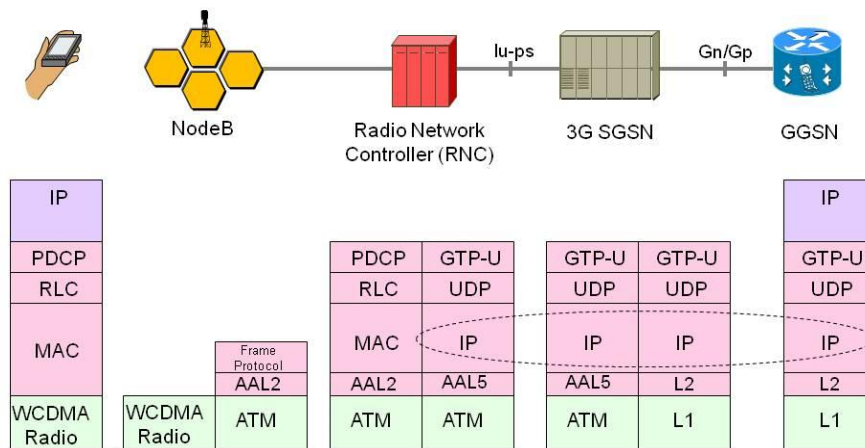 Iu-ps
Gn/Gp
NodeB
Radio Network
Controller (RNC)
3G SGSN
GGSN
IP
PDCP
RLC
MAC
WCDMA
Radio
WCDMA
Radio
Frame
Protocol
AAL2
ATM
PDCP
RLC
MAC
AAL2
ATM
GTP-U
UDP
IP
AAL5
ATM
GTP-U
UDP
IP
AAL5
ATM
GTP-U
UDP
IP
L2
L1
IP
GTP-U
UDP
IP
L2
L1